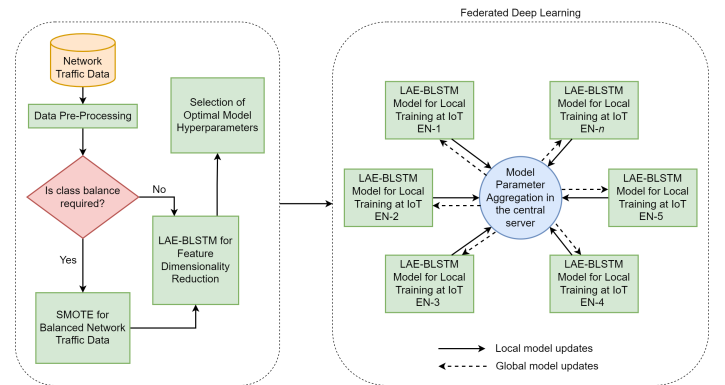 Federated Deep Learning
Network
Traffic Data
Data Pre-Processing
Is class balance
required?
No
Yes
SMOTE for
Balanced Network
Traffic Data
LAE-BLSTM for
Feature
Dimensionality
Reduction
Selection of
Optimal Model
Hyperparameters
LAE-BLSTM
Model for Local
Training at IoT
EN-1
LAE-BLSTM
Model for Local
Training at IoT
EN-n
LAE-BLSTM
Model for Local
Training at IoT
EN-2
Model
Parameter
Aggregation in
the central
server
LAE-BLSTM
Model for Local
Training at IoT
EN-5
LAE-BLSTM
Model for Local
Training at IoT
EN-3
LAE-BLSTM
Model for Local
Training at IoT
EN-4
Local model updates
Global model updates